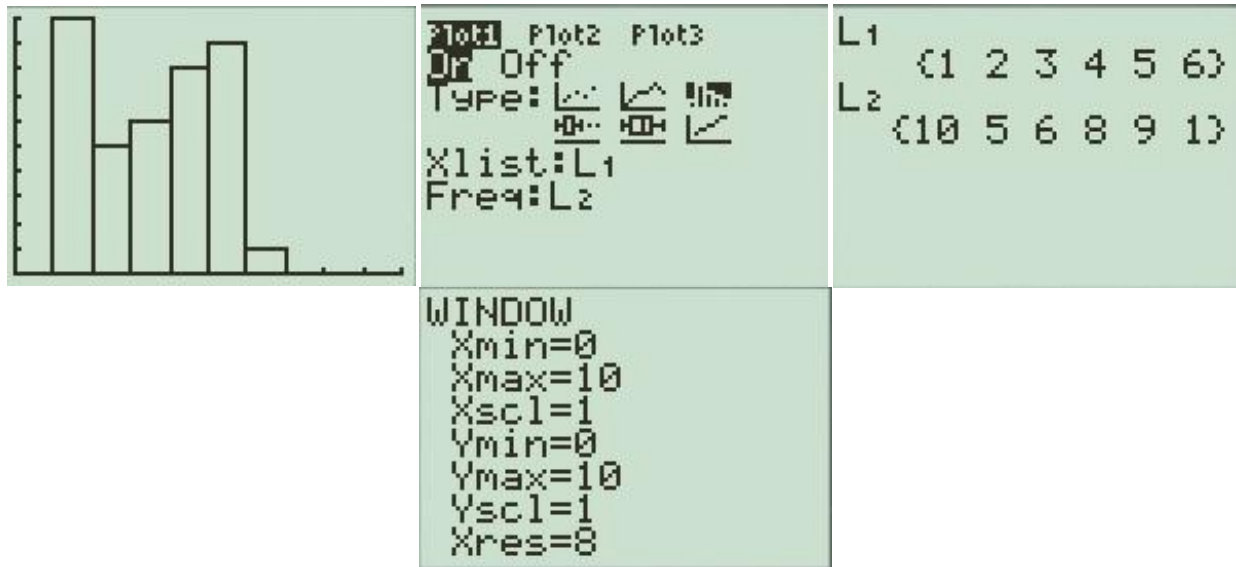 Plot1 Plot2 Plot3
On Off
Type:
Xlist:L1
Freq:L2
L1
{1 2 3 4 5 6}
L2
{10 5 6 8 9 1}
WINDOW
Xmin=0
Xmax=10
Xscl=1
Ymin=0
Ymax=10
Yscl=1
Xres=8